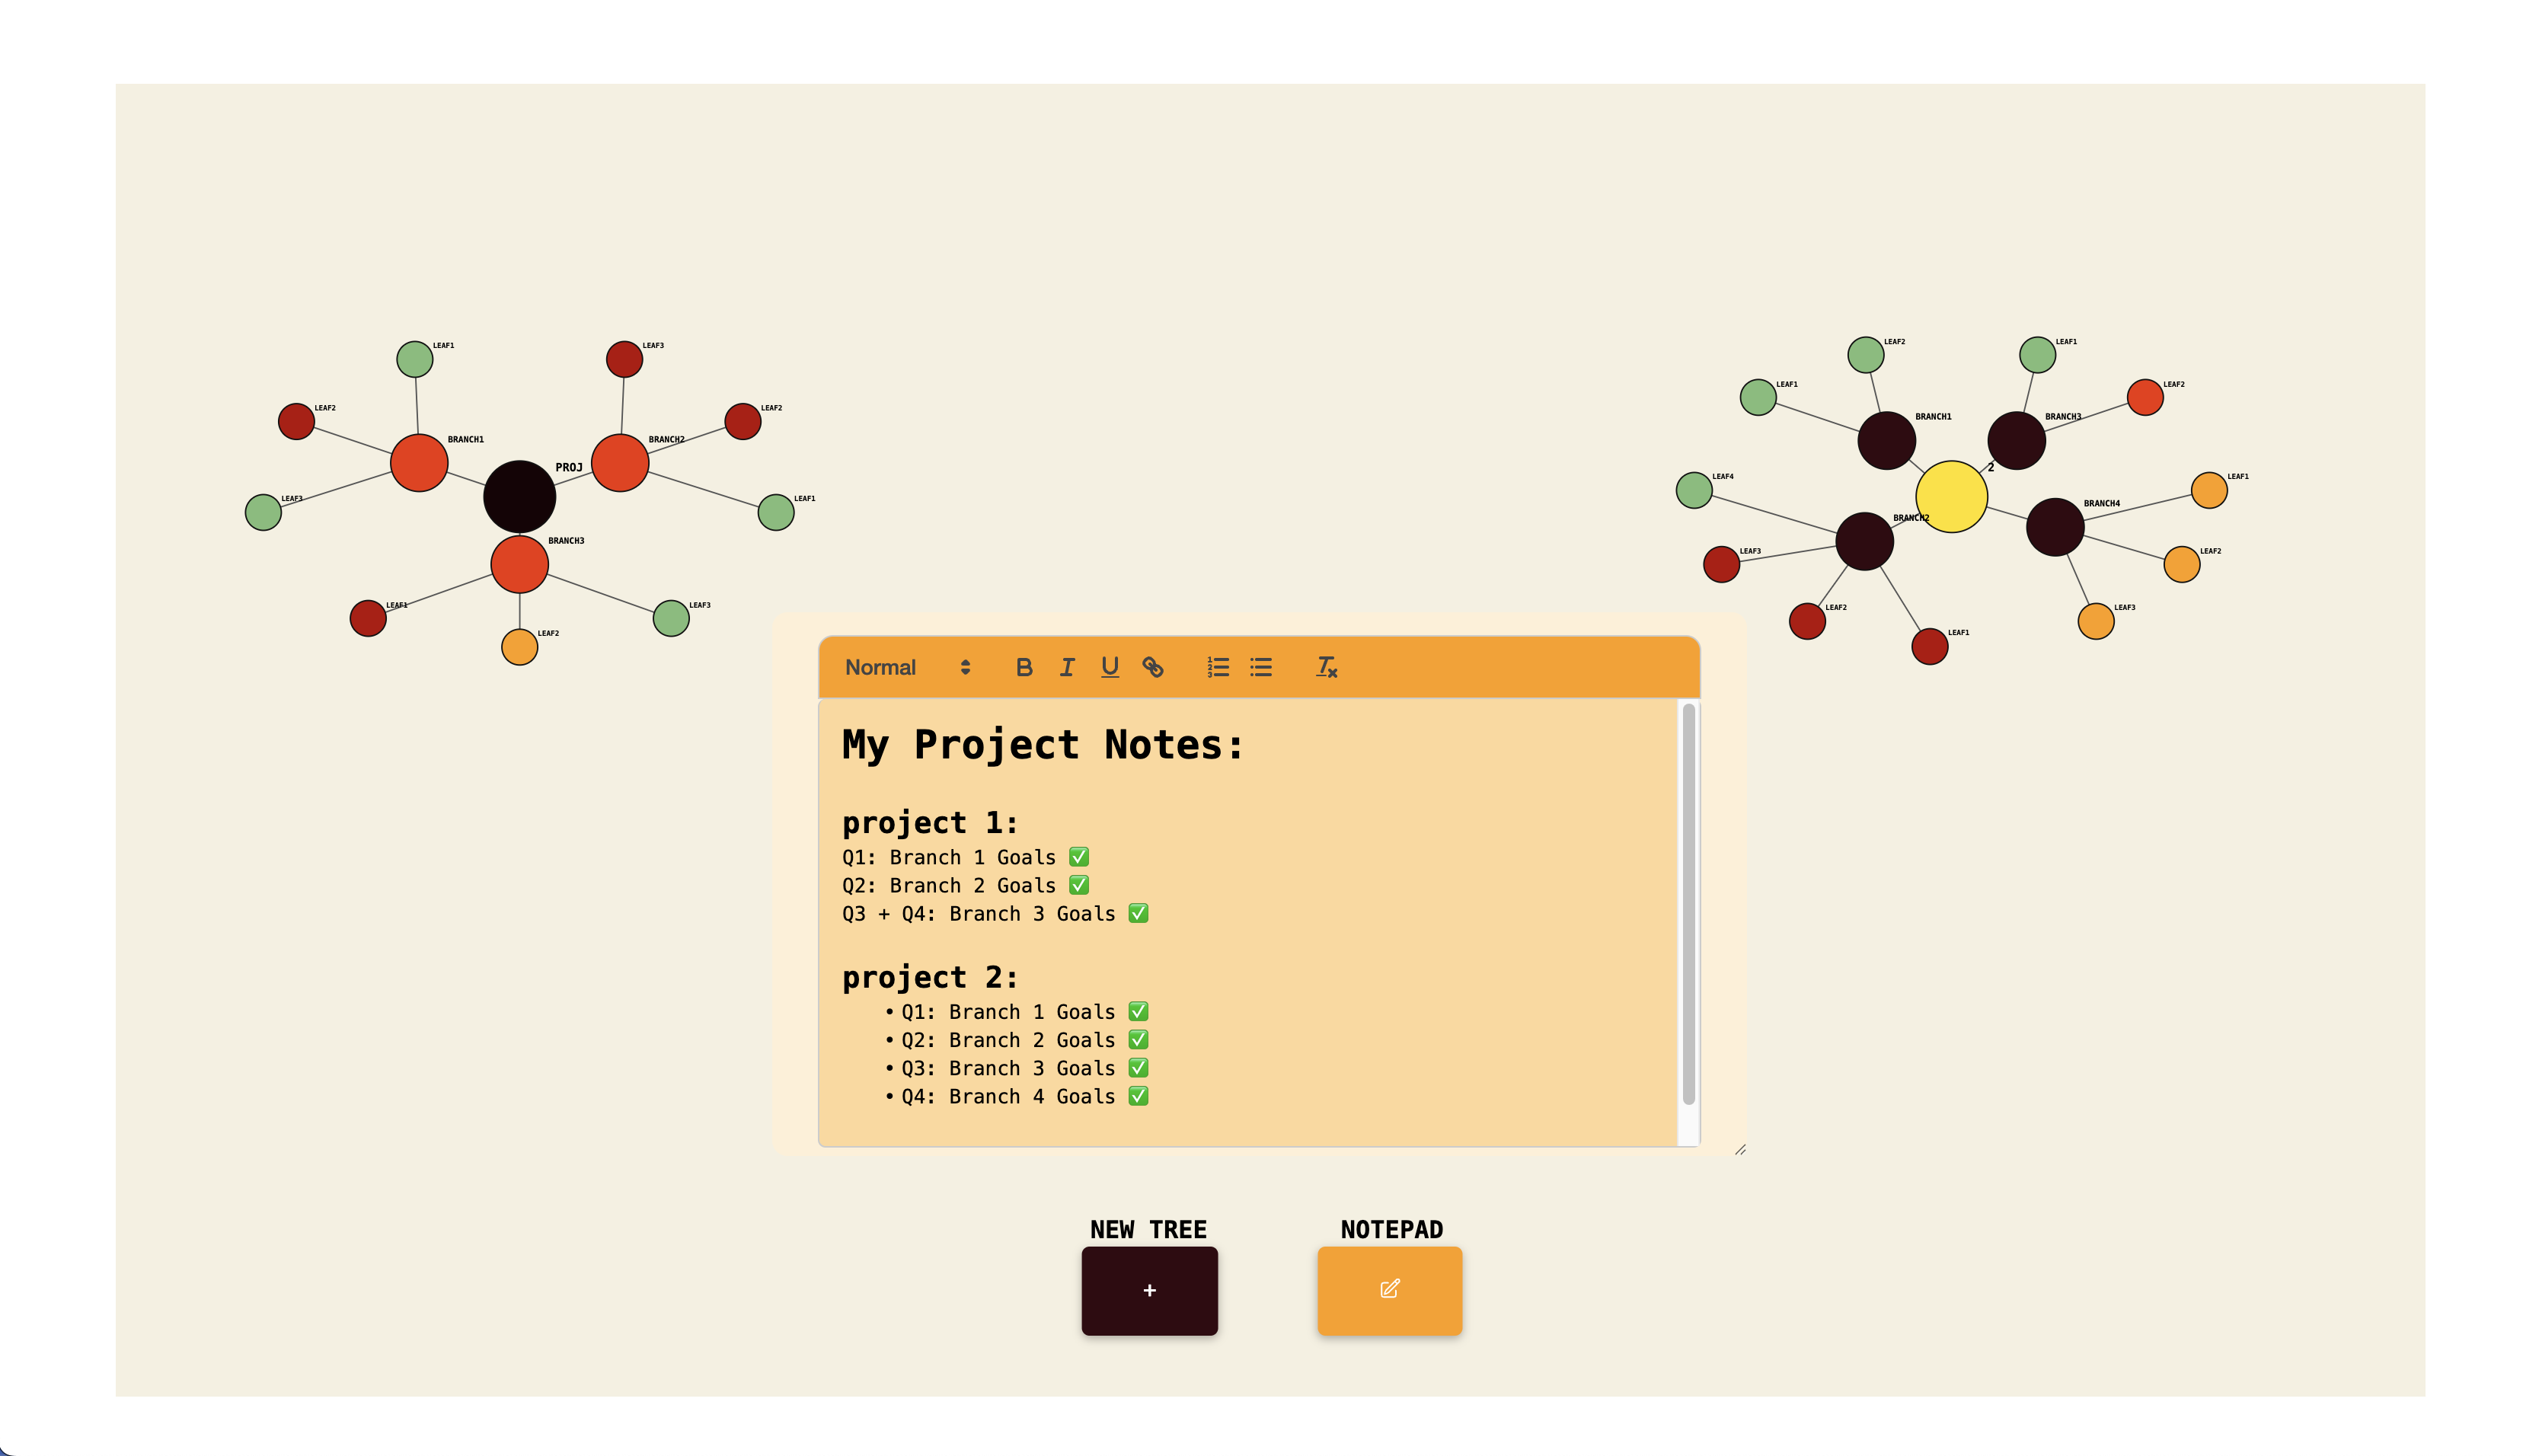 LEAF1
LEAF3
LEAF2
LEAF2
BRANCH1
BRANCH2
PROJ
LEAF3
LEAF1
BRANCH3
LEAF1
LEAF3
LEAF2
LEAF2
LEAF1
LEAF1
LEAF2
BRANCH1
BRANCH3
2
LEAF4
LEAF1
BRANCH2
BRANCH4
LEAF3
LEAF2
LEAF2
LEAF3
LEAF1
Normal
B I U
My Project Notes:
project 1:
Q1: Branch 1 Goals ✅
Q2: Branch 2 Goals ✅
Q3 + Q4: Branch 3 Goals ✅
project 2:
• Q1: Branch 1 Goals ✅
• Q2: Branch 2 Goals ✅
• Q3: Branch 3 Goals ✅
• Q4: Branch 4 Goals ✅
NEW TREE
NOTEPAD
+